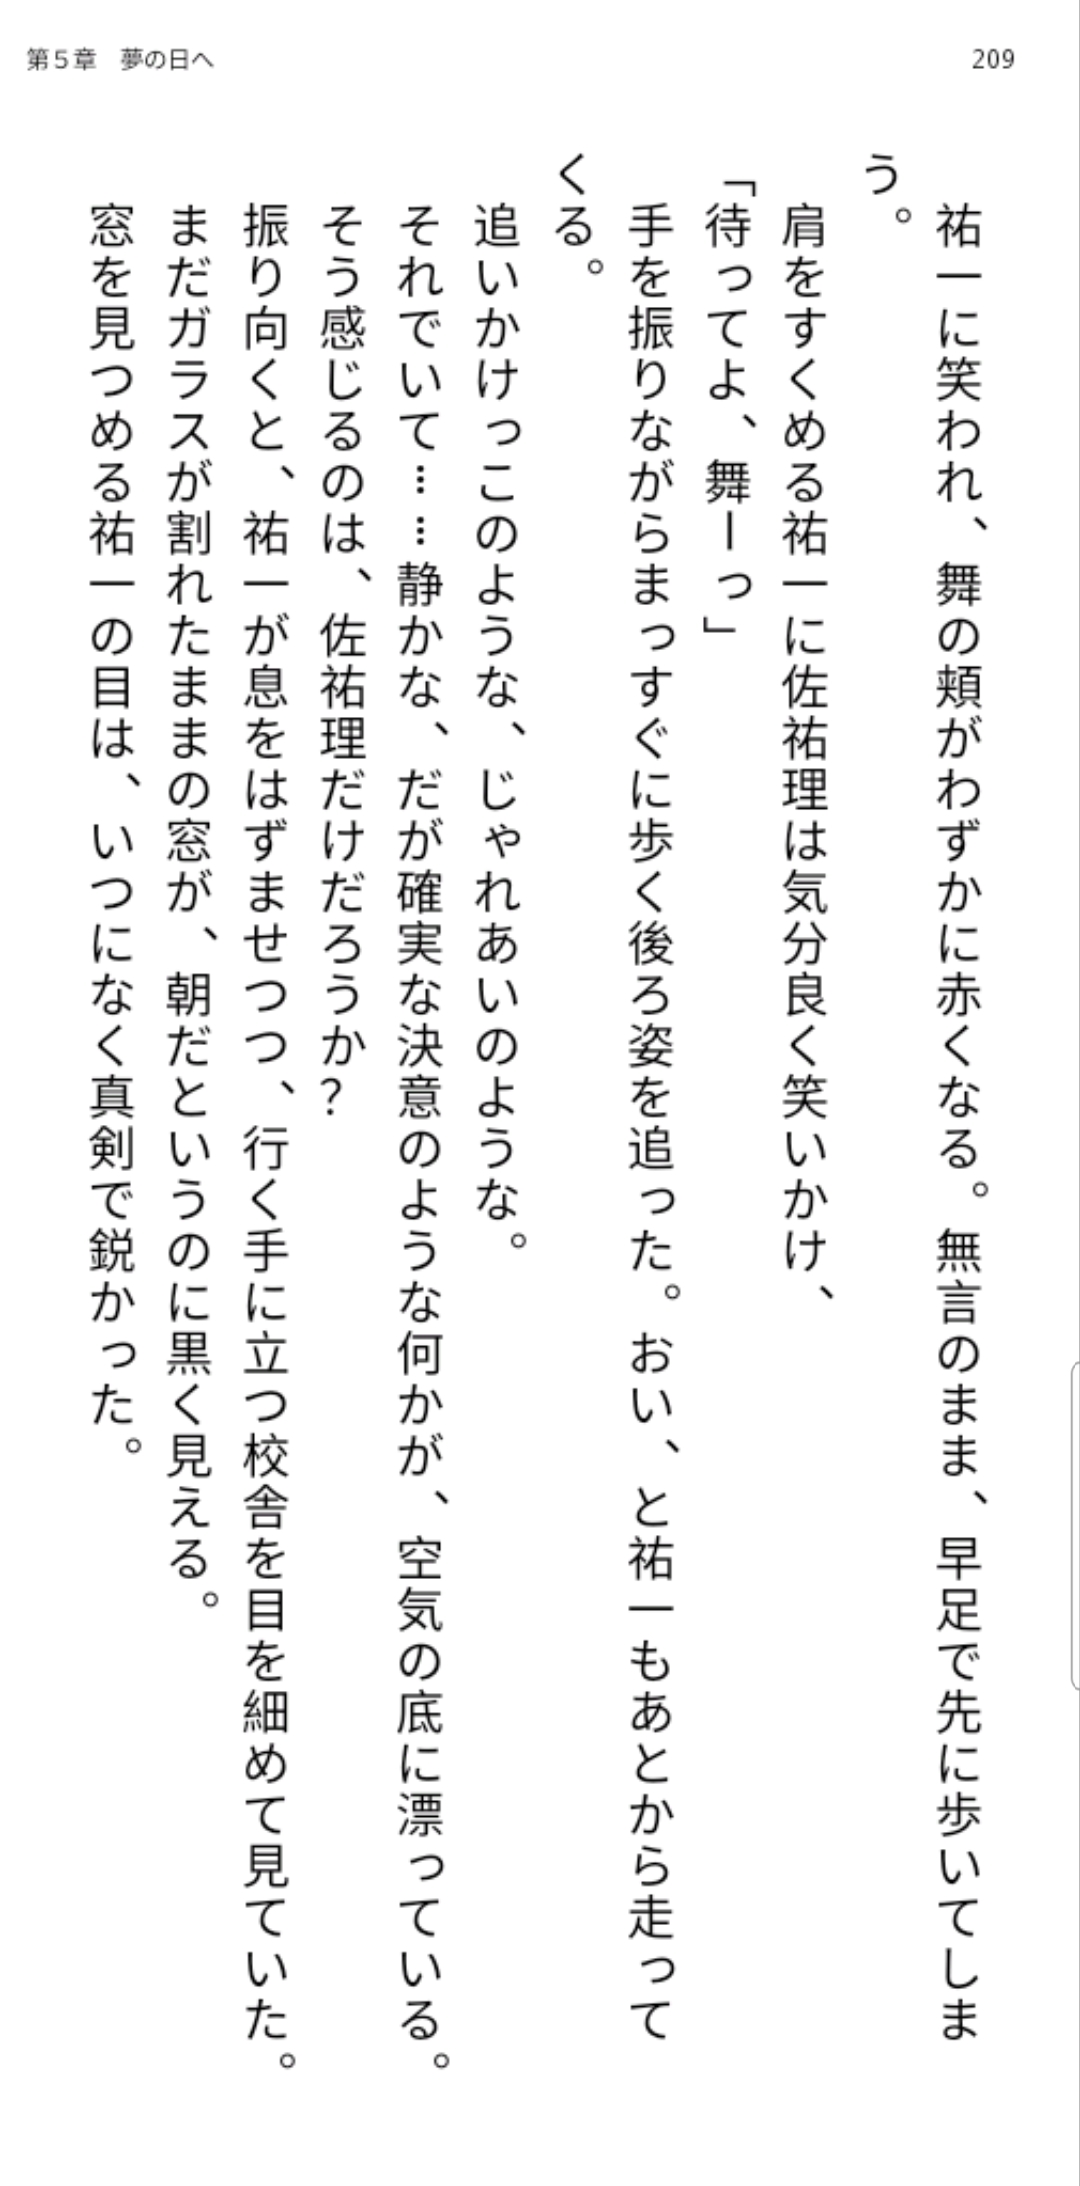 第５章　夢の日へ
209
祐一に笑われ、舞の頬がわずかに赤くなる。無言のまま、早足で先に歩いてしま
う。
肩をすくめる祐一に佐祐理は気分良く笑いかけ、
「待ってよ、舞ーっ」
手を振りながらまっすぐに歩く後ろ姿を追った。おい、と祐一もあとから走って
くる。
追いかけっこのような、じゃれあいのような。
それでいて……静かな、だが確実な決意のような何かが、空気の底に漂っている。
そう感じるのは、佐祐理だけだろうか？
振り向くと、祐一が息をはずませつつ、行く手に立つ校舎を目を細めて見ていた。
まだガラスが割れたままの窓が、朝だというのに黒く見える。
窓を見つめる祐一の目は、いつになく真剣で鋭かった。